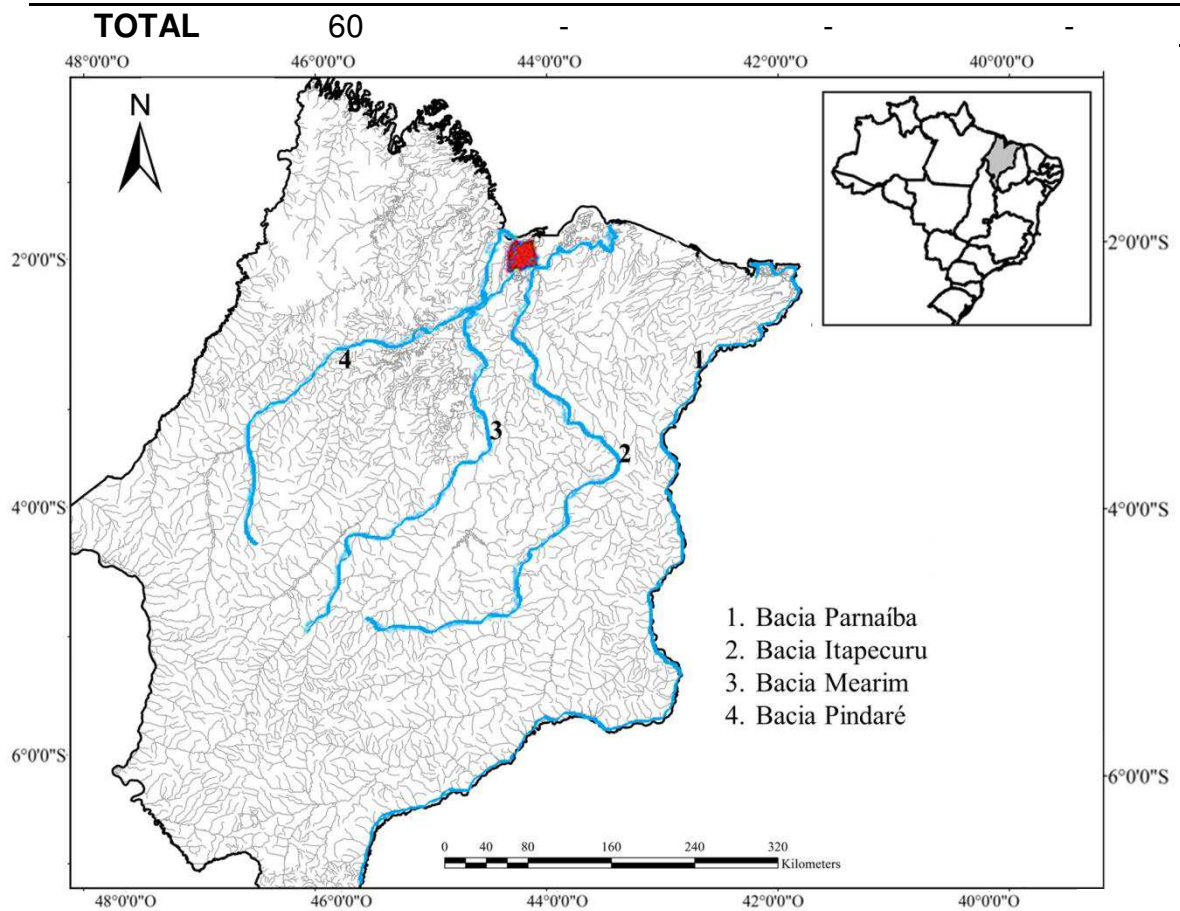 TOTAL 60 - - -
48°0'0"O 46°0'0"O 44°0'0"O 42°0'0"O 40°0'0"O
N
2°0'0"S 2°0'0"S
4
1
3
2
4°0'0"S 4°0'0"S
1. Bacia Parnaíba
2. Bacia Itapecuru
3. Bacia Mearim
4. Bacia Pindaré
6°0'0"S 6°0'0"S
0 20 40 60 80 160 240 320
Kilometers
48°0'0"O 46°0'0"O 44°0'0"O 42°0'0"O 40°0'0"O